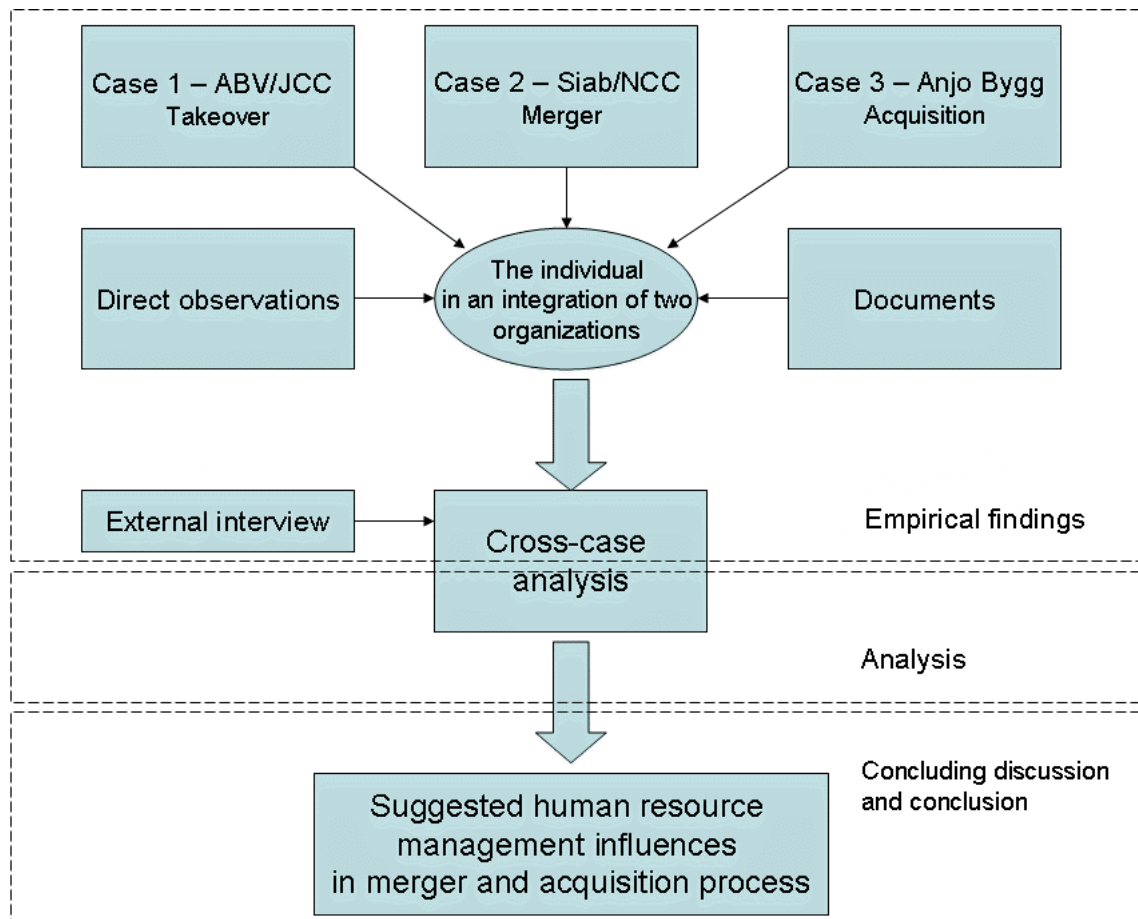 Case 1 – ABV/JCC
Takeover
Case 2 – Siab/NCC
Merger
Case 3 – Anjo Bygg
Acquisition
Direct observations
The individual
in an integration of two
organizations
Documents
External interview
Cross-case
analysis
Empirical findings
Analysis
Concluding discussion
and conclusion
Suggested human resource
management influences
in merger and acquisition process